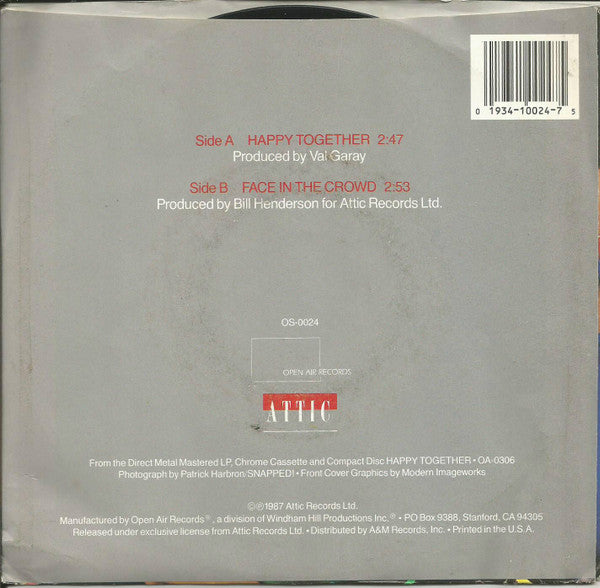 0 1934-10024-7 5
Side A HAPPY TOGETHER 2:47
Produced by Val Garay
Side B FACE IN THE CROWD 2:53
Produced by Bill Henderson for Attic Records Ltd.
OS-0024
OPEN AIR RECORDS
ATTIC
From the Direct Metal Mastered LP, Chrome Cassette and Compact Disc HAPPY TOGETHER • OA-0306
Photograph by Patrick Harbron/SNAPPED! • Front Cover Graphics by Modern Imageworks
©℗1987 Attic Records Ltd.
Manufactured by Open Air Records®, a division of Windham Hill Productions Inc.® • PO Box 9388, Stanford, CA 94305
Released under exclusive license from Attic Records Ltd. • Distributed by A&M Records, Inc. • Printed in the U.S.A.